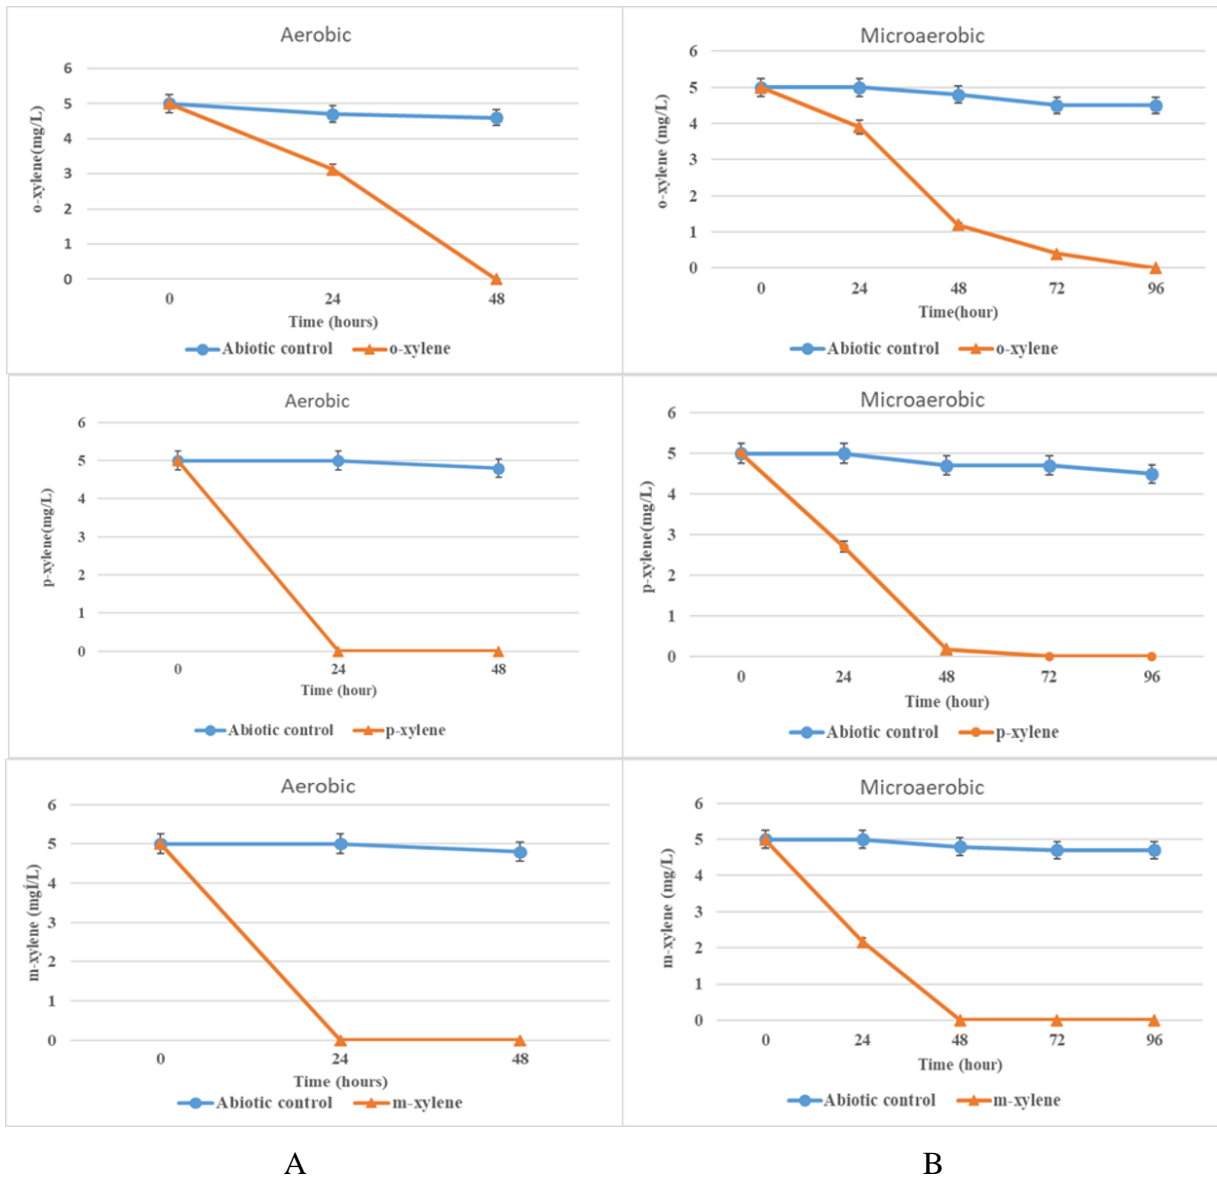 Aerobic
6
5
4
3
2
1
0
o-xylene(mg/L)
0 24 48
Time (hours)
Abiotic control o-xylene
Microaerobic
6
5
4
3
2
1
0
o-xylene (mg/L)
0 24 48 72 96
Time(hour)
Abiotic control o-xylene
Aerobic
6
5
4
3
2
1
0
p-xylene(mg/L)
0 24 48
Time (hour)
Abiotic control p-xylene
Microaerobic
6
5
4
3
2
1
0
p-xylene(mg/L)
0 24 48 72 96
Time (hour)
Abiotic control p-xylene
Aerobic
6
5
4
3
2
1
0
m-xylene (mg/L)
0 24 48
Time (hours)
Abiotic control m-xylene
Microaerobic
6
5
4
3
2
1
0
m-xylene (mg/L)
0 24 48 72 96
Time (hour)
Abiotic control m-xylene
A B